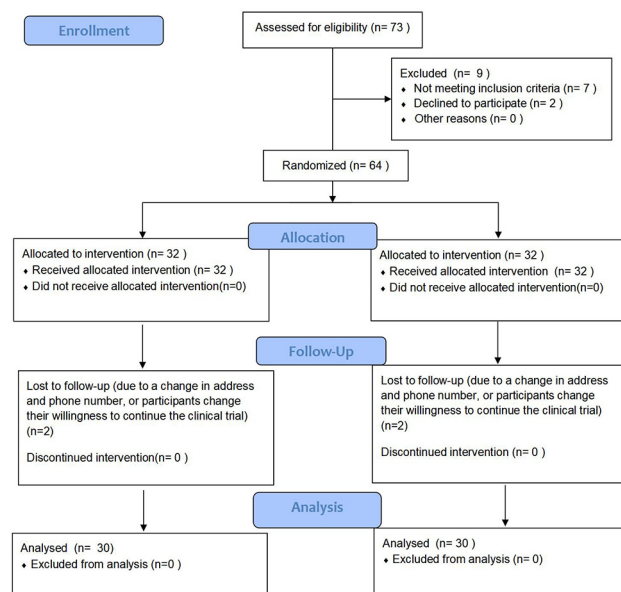 Enrollment
Assessed for eligibility (n= 73)
Excluded (n= 9 )
♦ Not meeting inclusion criteria (n= 7 )
♦ Declined to participate (n= 2 )
♦ Other reasons (n= 0 )
Randomized (n= 64 )
Allocation
Allocated to intervention (n= 32 )
♦ Received allocated intervention (n= 32 )
♦ Did not receive allocated intervention(n=0)
Allocated to intervention (n= 32 )
♦ Received allocated intervention (n= 32 )
♦ Did not receive allocated intervention(n=0)
Follow-Up
Lost to follow-up (due to a change in address
and phone number, or participants change
their willingness to continue the clinical trial)
(n=2)
Discontinued intervention(n= 0 )
Lost to follow-up (due to a change in address
and phone number, or participants change
their willingness to continue the clinical trial)
(n=2)
Discontinued intervention (n= 0 )
Analysis
Analysed (n= 30)
♦ Excluded from analysis (n=0 )
Analysed (n= 30 )
♦ Excluded from analysis (n= 0)